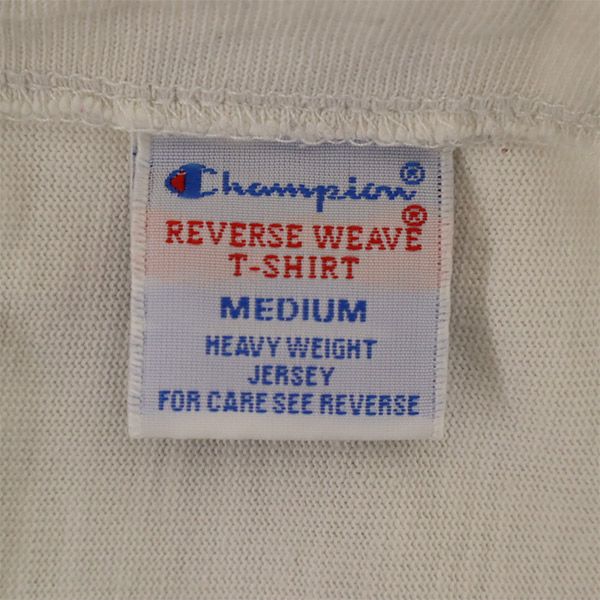 Champion®
REVERSE WEAVE®
T-SHIRT
MEDIUM
HEAVY WEIGHT
JERSEY
FOR CARE SEE REVERSE